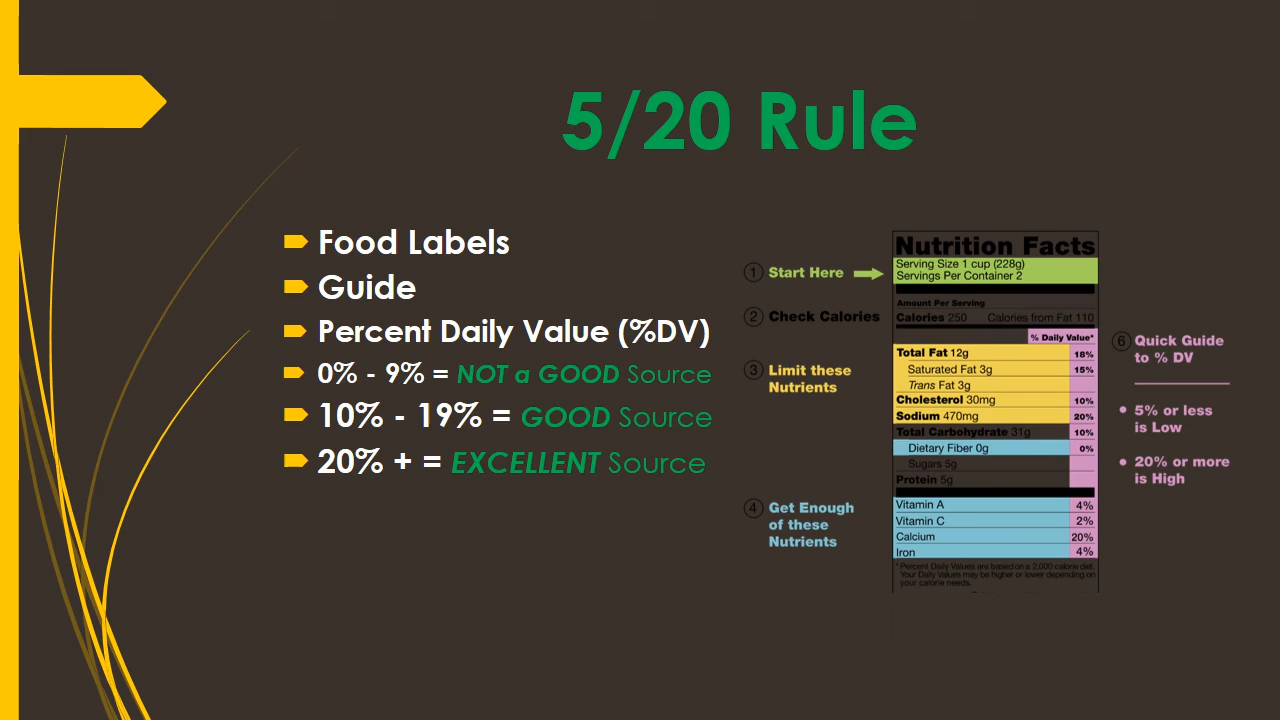 5/20 Rule
Food Labels
Guide
Percent Daily Value (%DV)
0% - 9% = NOT a GOOD Source
10% - 19% = GOOD Source
20% + = EXCELLENT Source
1 Start Here
2 Check Calories
3 Limit these
Nutrients
4 Get Enough
of these
Nutrients
Nutrition Facts
Serving Size 1 cup (228g)
Servings Per Container 2
Amount Per Serving
Calories 250 Calories from Fat 110
% Daily Value*
Total Fat 12g 18%
Saturated Fat 3g 15%
Trans Fat 3g
Cholesterol 30mg 10%
Sodium 470mg 20%
Total Carbohydrate 31g 10%
Dietary Fiber 0g 0%
Sugars 5g
Protein 5g
Vitamin A 4%
Vitamin C 2%
Calcium 20%
Iron 4%
* Percent Daily Values are based on a 2,000 calorie diet.
Your Daily Values may be higher or lower depending on
your calorie needs.
6 Quick Guide
to % DV
• 5% or less
is Low
• 20% or more
is High